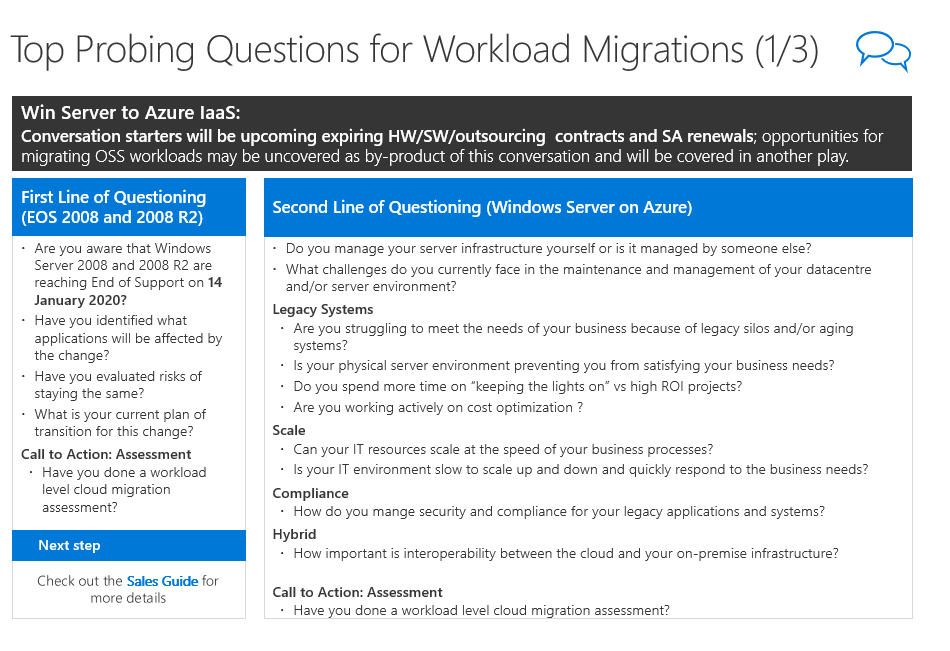 Top Probing Questions for Workload Migrations (1/3)
Win Server to Azure IaaS:
Conversation starters will be upcoming expiring HW/SW/outsourcing  contracts and SA renewals; opportunities for
migrating OSS workloads may be uncovered as by-product of this conversation and will be covered in another play.
First Line of Questioning
(EOS 2008 and 2008 R2)
· Are you aware that Windows
Server 2008 and 2008 R2 are
reaching End of Support on 14
January 2020?
· Have you identified what
applications will be affected by
the change?
· Have you evaluated risks of
staying the same?
· What is your current plan of
transition for this change?
Call to Action: Assessment
· Have you done a workload
level cloud migration
assessment?
Next step
Check out the Sales Guide for
more details
Second Line of Questioning (Windows Server on Azure)
· Do you manage your server infrastructure yourself or is it managed by someone else?
· What challenges do you currently face in the maintenance and management of your datacentre
and/or server environment?
Legacy Systems
· Are you struggling to meet the needs of your business because of legacy silos and/or aging
systems?
· Is your physical server environment preventing you from satisfying your business needs?
· Do you spend more time on “keeping the lights on” vs high ROI projects?
· Are you working actively on cost optimization ?
Scale
· Can your IT resources scale at the speed of your business processes?
· Is your IT environment slow to scale up and down and quickly respond to the business needs?
Compliance
· How do you mange security and compliance for your legacy applications and systems?
Hybrid
· How important is interoperability between the cloud and your on-premise infrastructure?
Call to Action: Assessment
· Have you done a workload level cloud migration assessment?